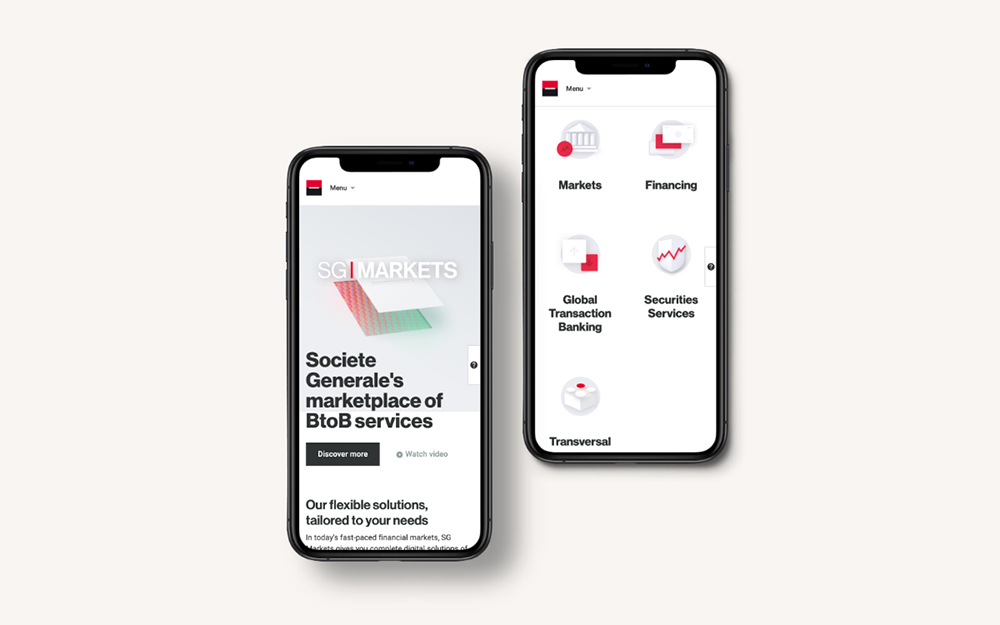 Menu
SG|MARKETS
Societe
Generale's
marketplace of
BtoB services
Discover more
Watch video
Our flexible solutions,
tailored to your needs
In today's fast-paced financial markets, SG
Markets gives you complete digital solutions of
Menu
Markets
Financing
Global
Transaction
Banking
Securities
Services
Transversal